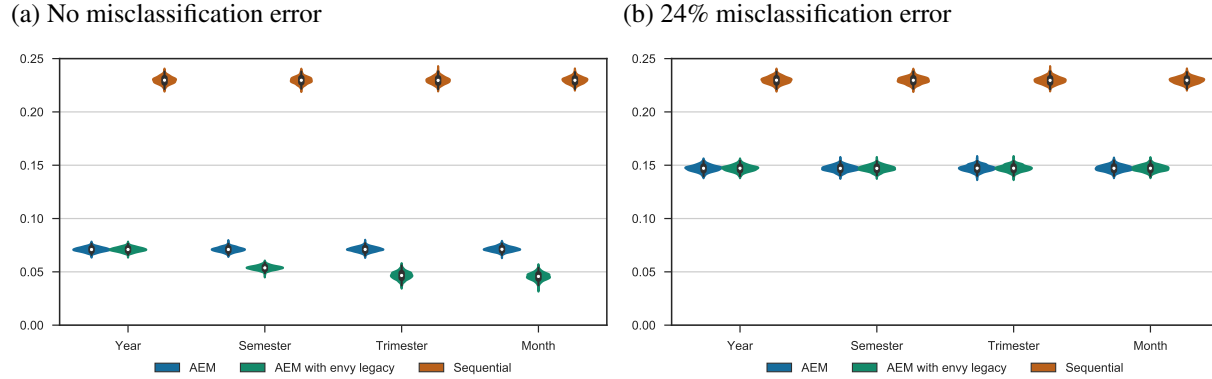 (a) No misclassification error
0.25
0.20
0.15
0.10
0.05
0.00
Year Semester Trimester Month
AEM AEM with envy legacy Sequential
(b) 24% misclassification error
0.25
0.20
0.15
0.10
0.05
0.00
Year Semester Trimester Month
AEM AEM with envy legacy Sequential